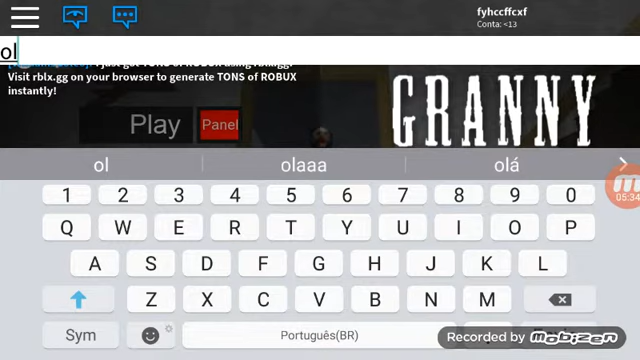 fyhccffcxf
Conta: <13
ol
I just got TONS of ROBUX using rblx.gg!
Visit rblx.gg on your browser to generate TONS of ROBUX
instantly!
Play
Panel
GRANNY
ol
olaaa
olá
1 2 3 4 5 6 7 8 9 0
Q W E R T Y U I O P
A S D F G H J K L
Z X C V B N M
Sym
Português(BR)
05:34
Recorded by mobizen